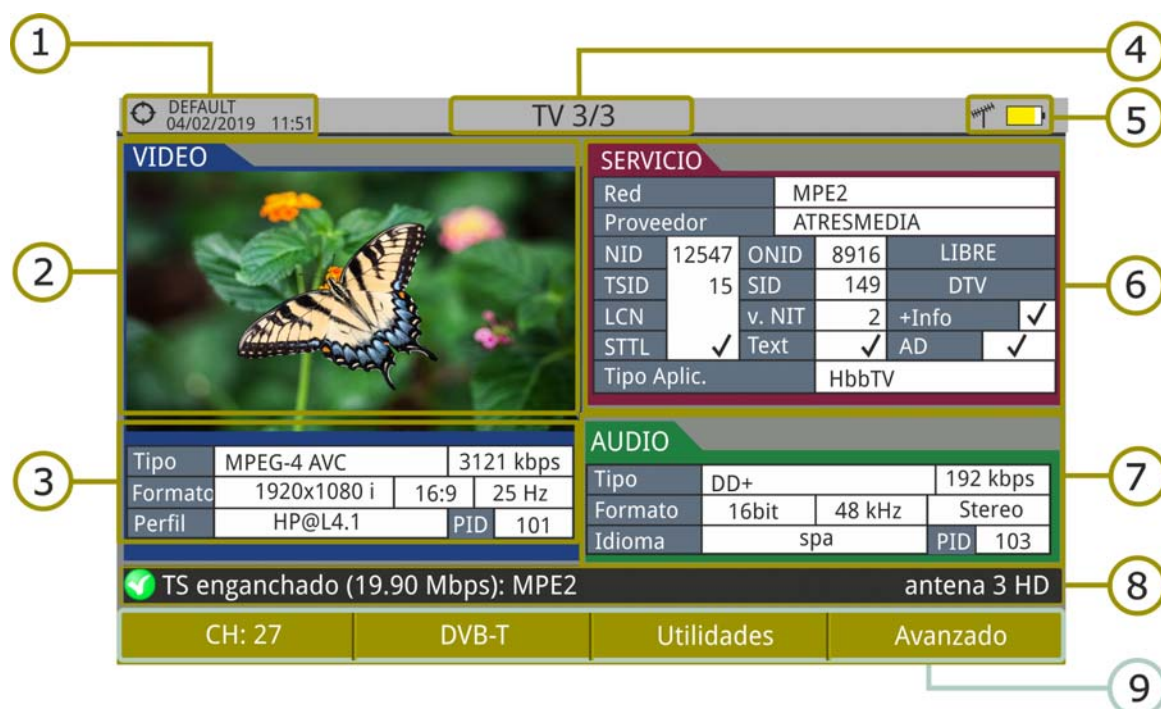 1
4
DEFAULT
04/02/2019 11:51
TV 3/3
5
VIDEO
2
SERVICIO
Red MPE2
Proveedor ATRESMEDIA
NID 12547 ONID 8916 LIBRE
TSID 15 SID 149 DTV
LCN v. NIT 2 +Info ✓
STTL ✓ Text ✓ AD ✓
Tipo Aplic. HbbTV
6
3
Tipo MPEG-4 AVC 3121 kbps
Formato 1920x1080 i 16:9 25 Hz
Perfil HP@L4.1 PID 101
AUDIO
Tipo DD+ 192 kbps
Formato 16bit 48 kHz Stereo
Idioma spa PID 103
7
TS enganchado (19.90 Mbps): MPE2 antena 3 HD
8
CH: 27 DVB-T Utilidades Avanzado
9